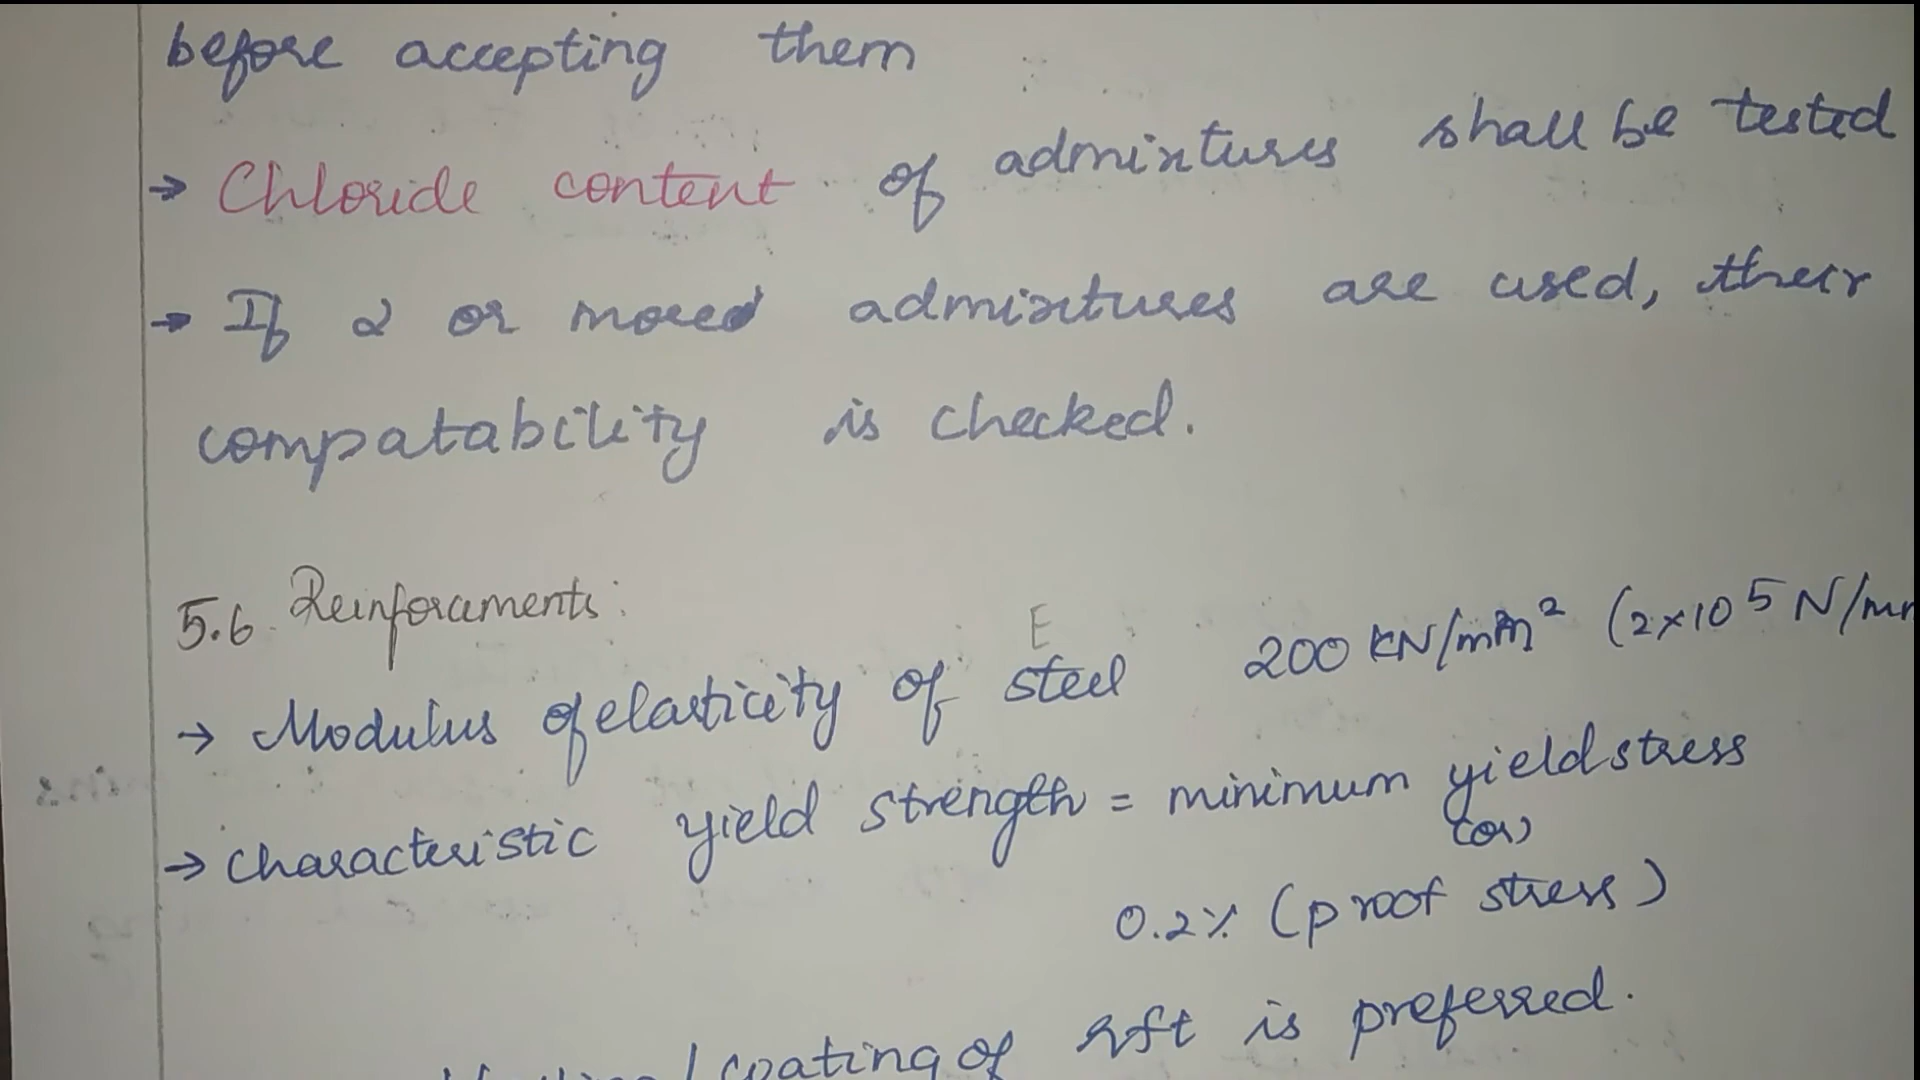 before accepting them
→ Chloride content of admixtures shall be tested
→ If 2 or more admixtures are used, their
compatability is checked.
5.6 Reinforcements:
E
→ Modulus of elasticity of steel 200 KN/mm² (2×10⁵ N/mm
→ Characteristic yield strength = minimum yield stress
(or)
0.2% (proof stress)
/ coating of rft is preferred.